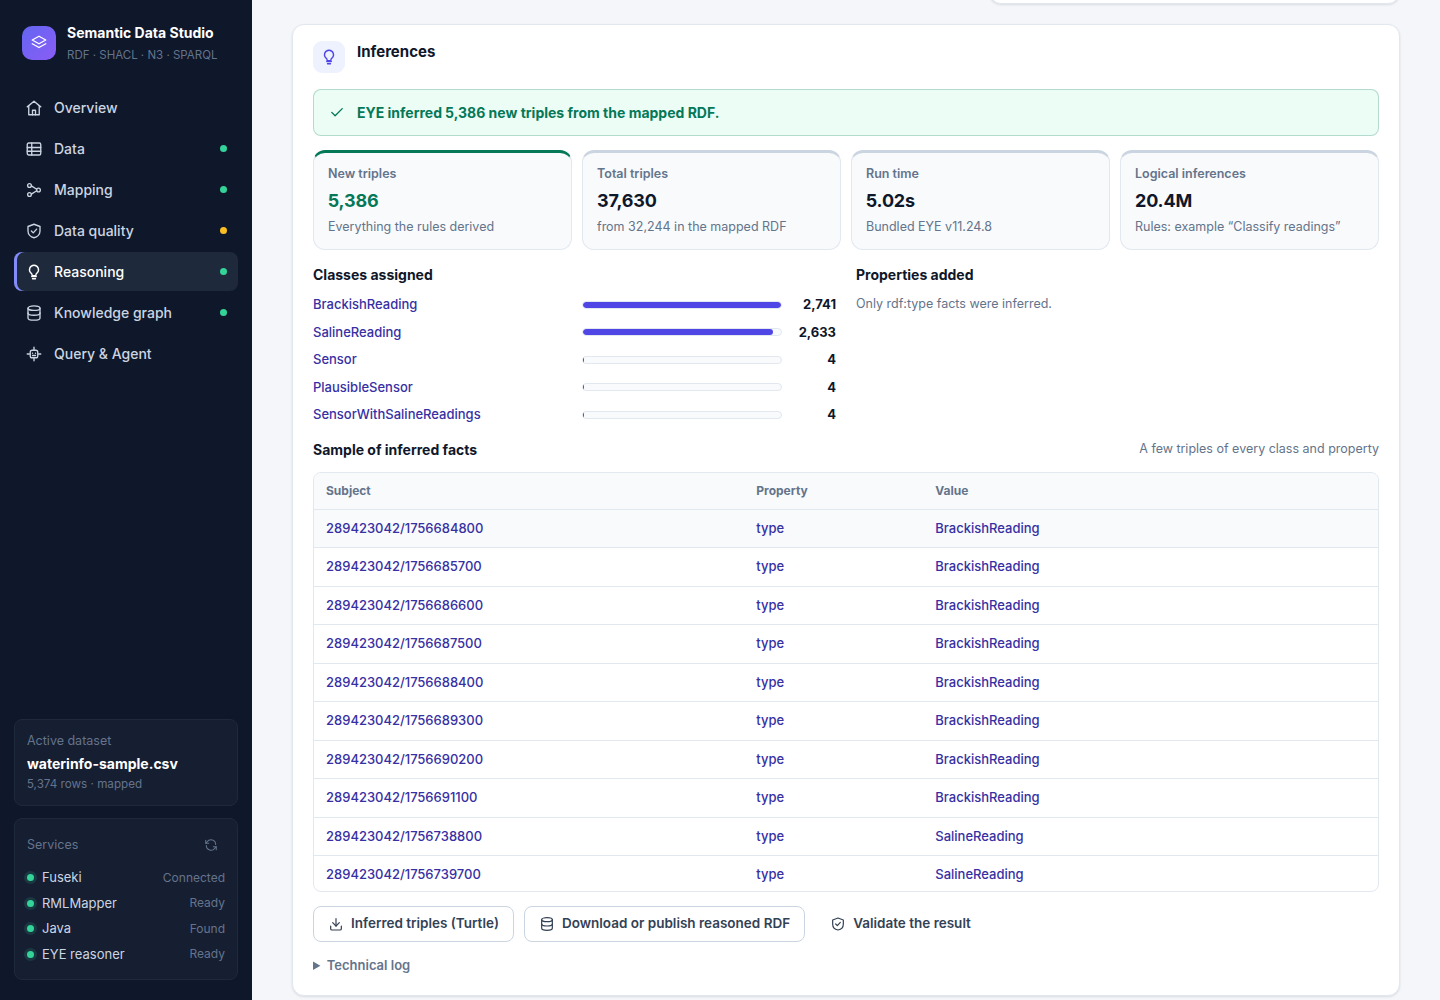 Semantic Data Studio
RDF · SHACL · N3 · SPARQL
Overview
Data
Mapping
Data quality
Reasoning
Knowledge graph
Query & Agent
Active dataset
waterinfo-sample.csv
5,374 rows · mapped
Services
Fuseki Connected
RMLMapper Ready
Java Found
EYE reasoner Ready
Inferences
EYE inferred 5,386 new triples from the mapped RDF.
New triples
5,386
Everything the rules derived
Total triples
37,630
from 32,244 in the mapped RDF
Run time
5.02s
Bundled EYE v11.24.8
Logical inferences
20.4M
Rules: example “Classify readings”
Classes assigned
BrackishReading 2,741
SalineReading 2,633
Sensor 4
PlausibleSensor 4
SensorWithSalineReadings 4
Properties added
Only rdf:type facts were inferred.
Sample of inferred facts
A few triples of every class and property
Subject Property Value
289423042/1756684800 type BrackishReading
289423042/1756685700 type BrackishReading
289423042/1756686600 type BrackishReading
289423042/1756687500 type BrackishReading
289423042/1756688400 type BrackishReading
289423042/1756689300 type BrackishReading
289423042/1756690200 type BrackishReading
289423042/1756691100 type BrackishReading
289423042/1756738800 type SalineReading
289423042/1756739700 type SalineReading
Inferred triples (Turtle)
Download or publish reasoned RDF
Validate the result
Technical log